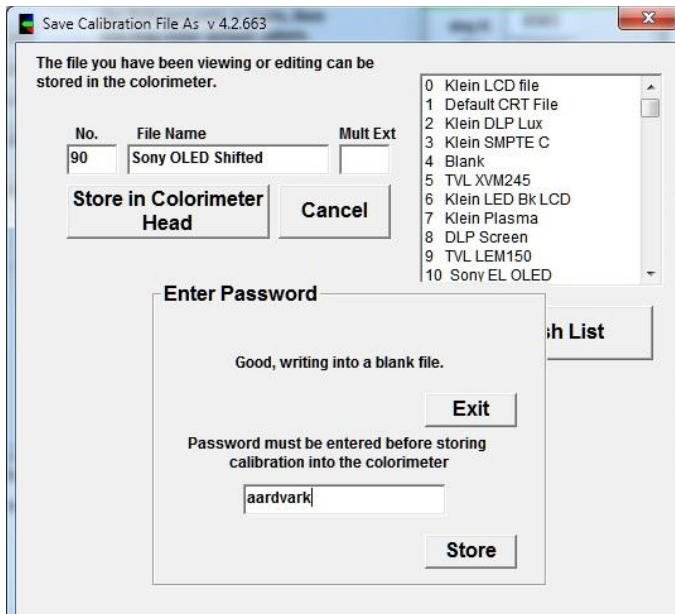 Save Calibration File As v 4.2.663
The file you have been viewing or editing can be
stored in the colorimeter.
No. File Name Mult Ext
90 Sony OLED Shifted
Store in Colorimeter
Head
Cancel
0 Klein LCD file
1 Default CRT File
2 Klein DLP Lux
3 Klein SMPTE C
4 Blank
5 TVL XVM245
6 Klein LED Bk LCD
7 Klein Plasma
8 DLP Screen
9 TVL LEM150
10 Sony EL OLED
sh List
Enter Password
Good, writing into a blank file.
Exit
Password must be entered before storing
calibration into the colorimeter
aardvark
Store